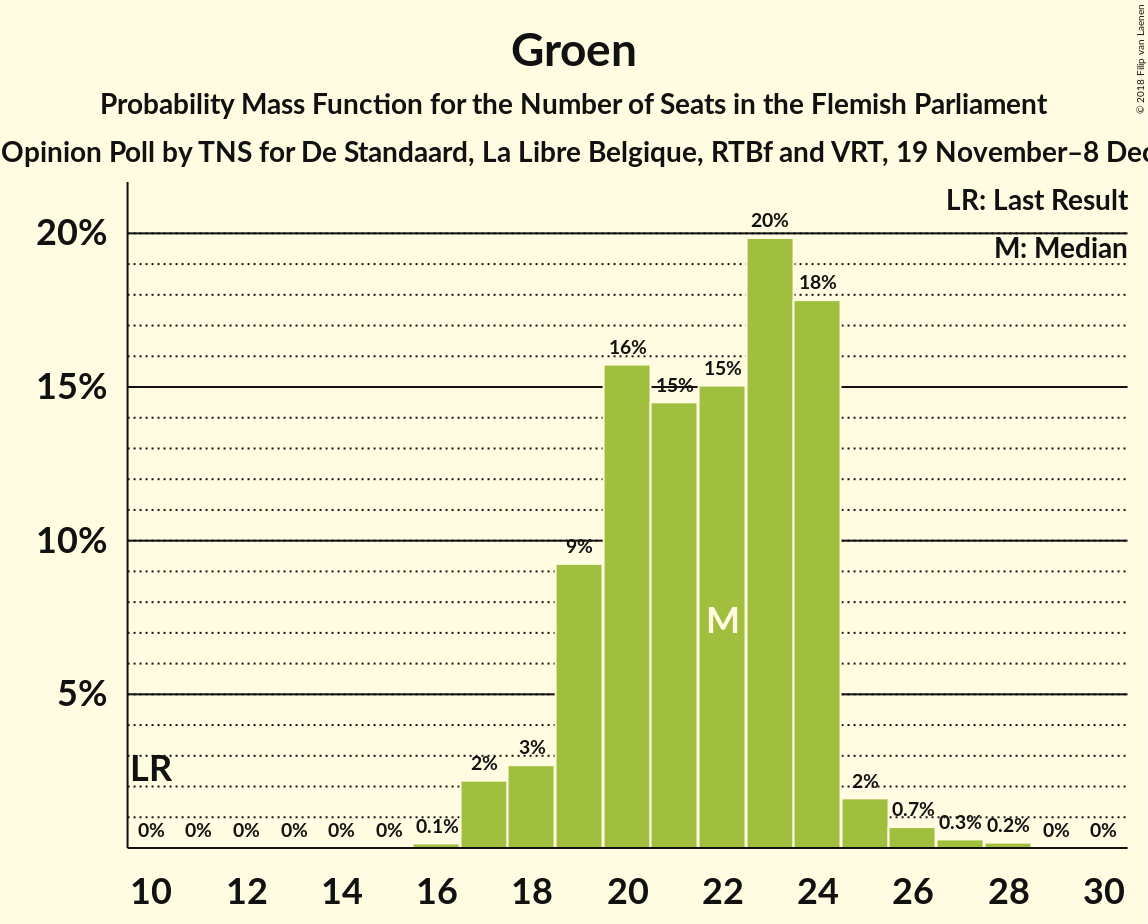 Groen
Probability Mass Function for the Number of Seats in the Flemish Parliament
Opinion Poll by TNS for De Standaard, La Libre Belgique, RTBf and VRT, 19 November–8 Dec
© 2018 Filip van Laenen
LR: Last Result
M: Median
20%
15%
10%
5%
LR
M
0% 0% 0% 0% 0% 0% 0.1% 2% 3% 9% 16% 15% 15% 20% 18% 2% 0.7% 0.3% 0.2% 0% 0%
10 12 14 16 18 20 22 24 26 28 30